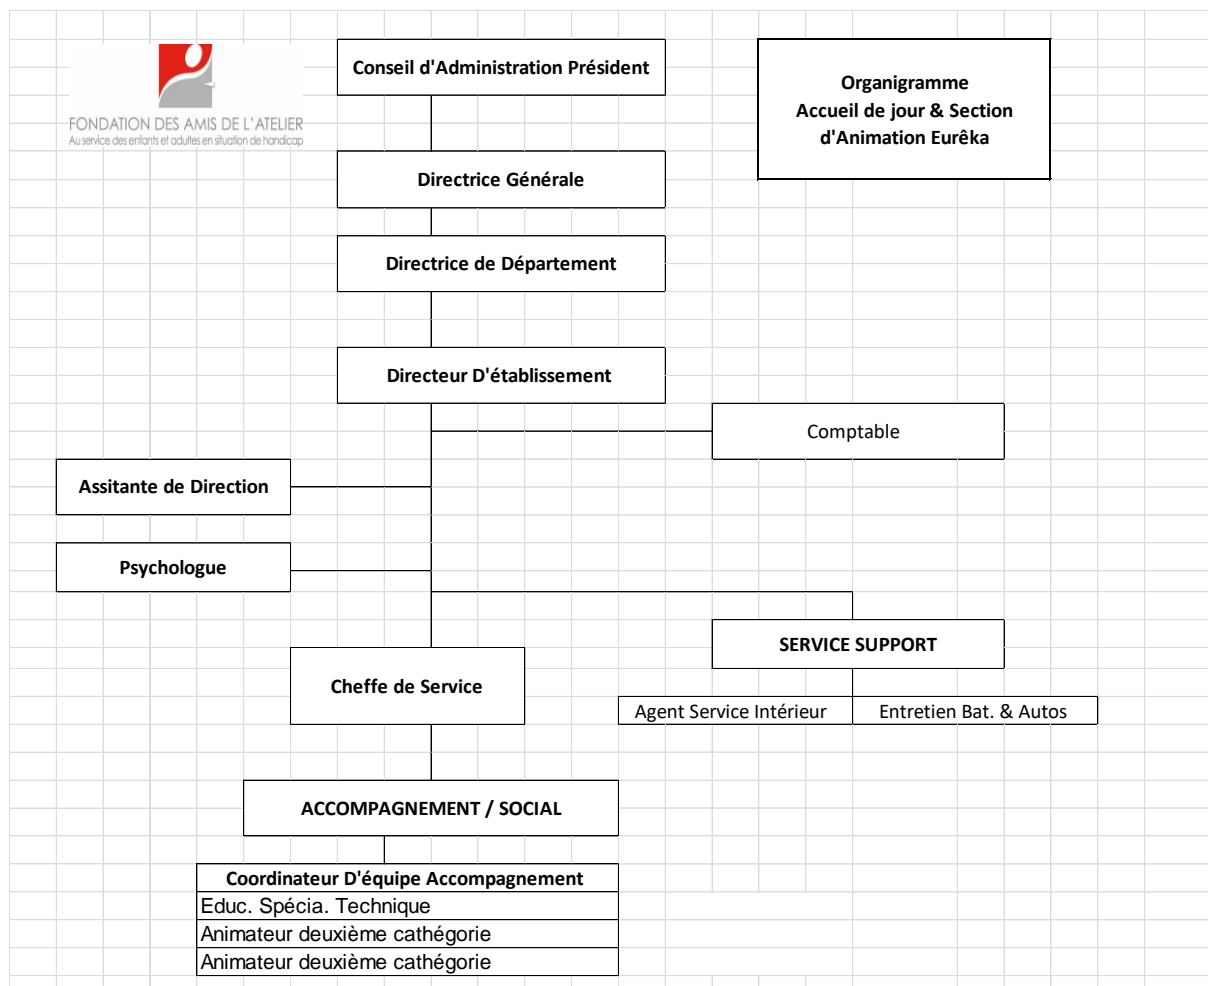 Conseil d'Administration Président
Organigramme
Accueil de jour & Section
d'Animation Eurêka
FONDATION DES AMIS DE L'ATELIER
Au service des enfants et adultes en situation de handicap
Directrice Générale
Directrice de Département
Directeur D'établissement
Comptable
Assitante de Direction
Psychologue
SERVICE SUPPORT
Cheffe de Service
Agent Service Intérieur
Entretien Bat. & Autos
ACCOMPAGNEMENT / SOCIAL
Coordinateur D'équipe Accompagnement
Educ. Spécia. Technique
Animateur deuxième cathégorie
Animateur deuxième cathégorie